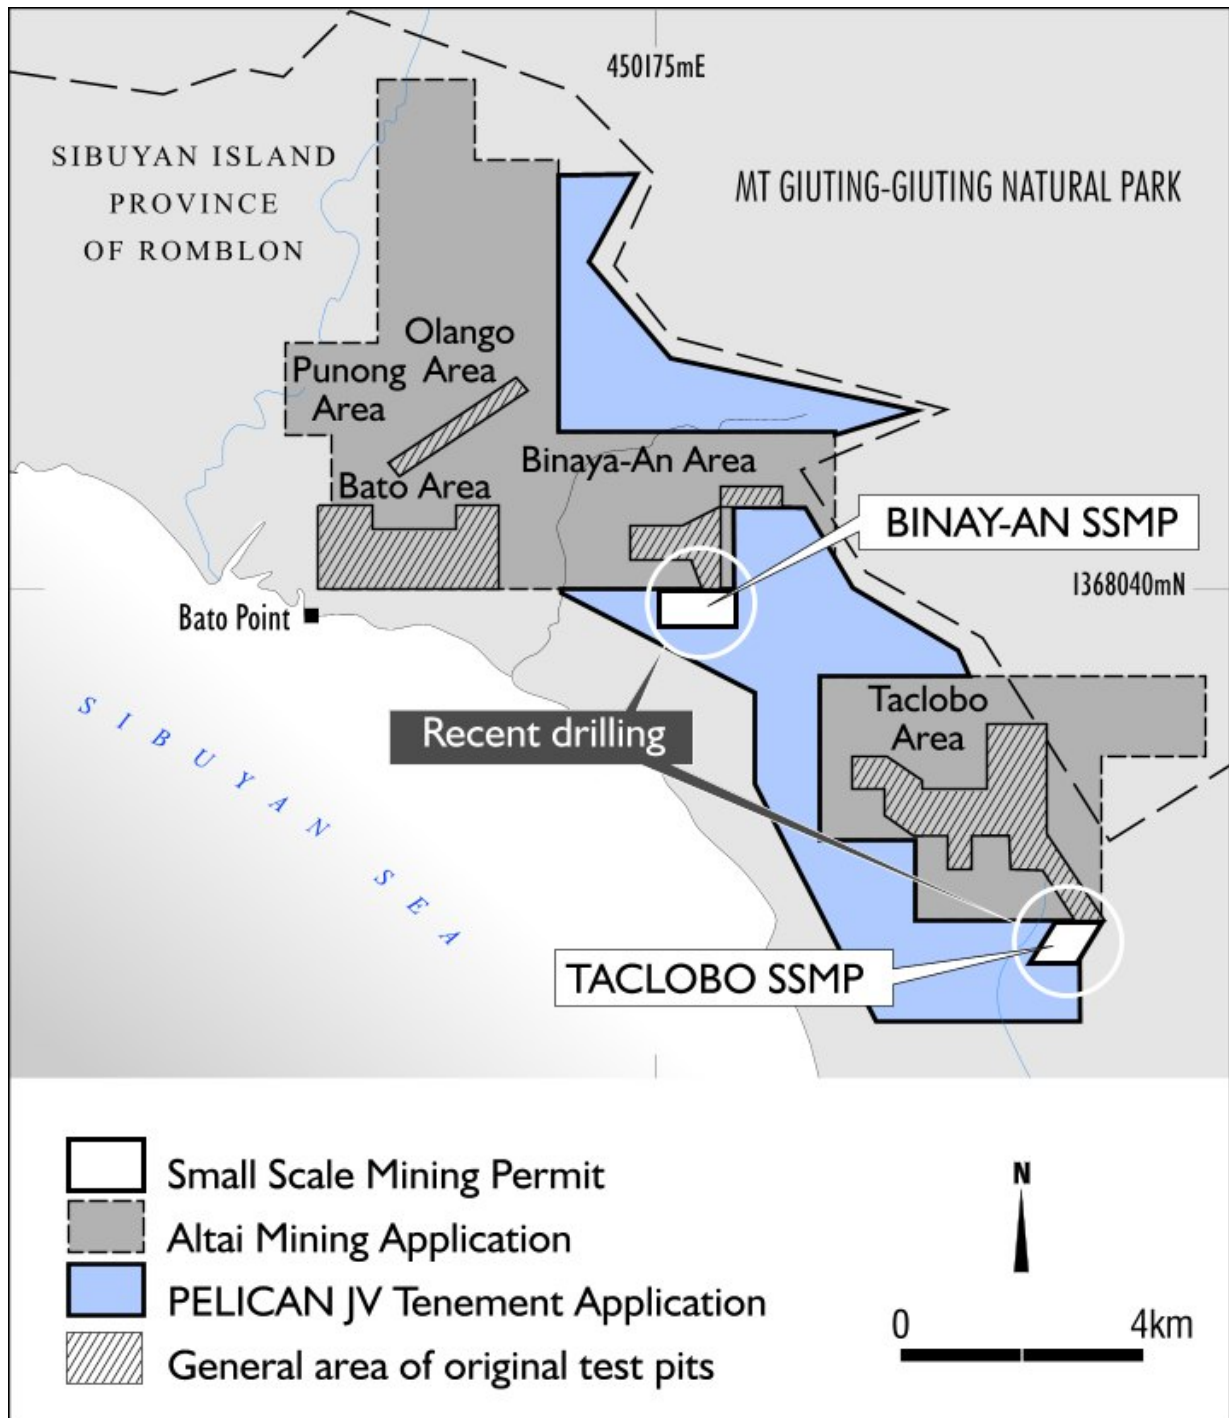 450175mE
SIBUYAN ISLAND
PROVINCE
OF ROMBLON
MT GIUTING-GIUTING NATURAL PARK
Olango
Area
Punong
Area
Binaya-An Area
Bato Area
BINAY-AN SSMP
1368040mN
Bato Point
SIBUYAN SEA
Taclobo
Area
Recent drilling
TACLOBO SSMP
Small Scale Mining Permit
Altai Mining Application
PELICAN JV Tenement Application
General area of original test pits
N
0 4km